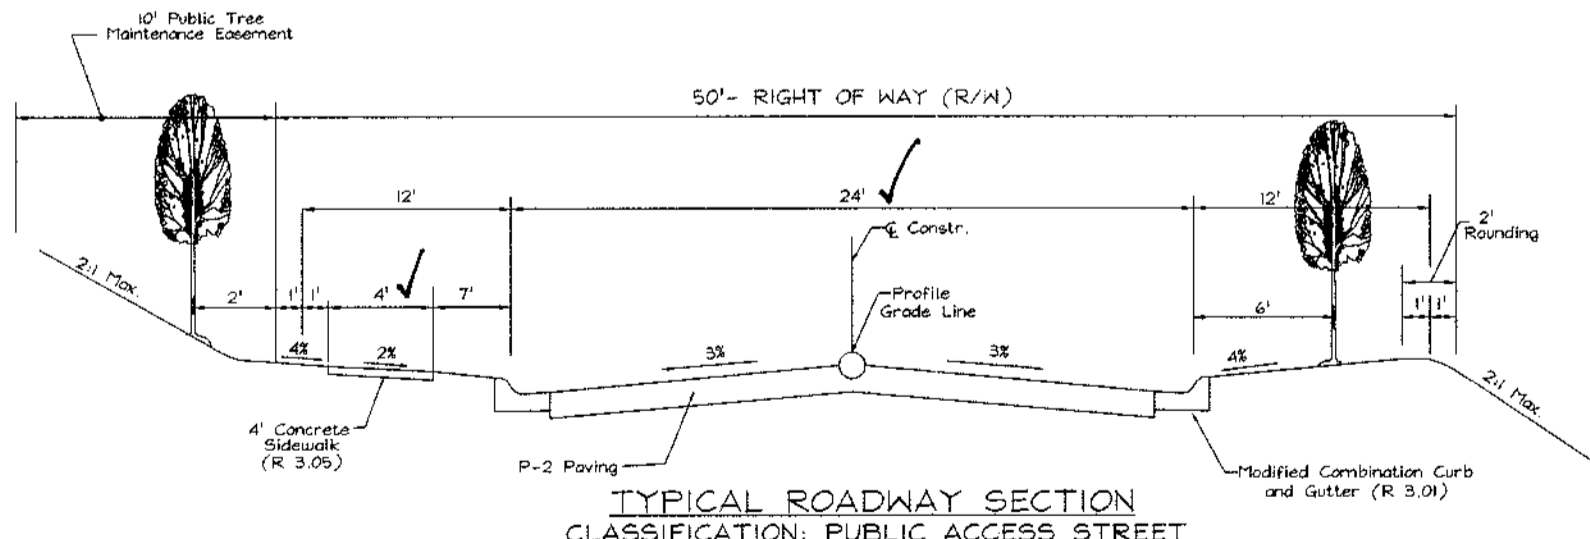 10' Public Tree
Maintenance Easement
50'- RIGHT OF WAY (R/W)
12'
24'
12'
2'
Rounding
℄ Constr.
2:1 Max.
2'
1'
1'
4'
7'
Profile
Grade Line
6'
1'
1'
4%
2%
3%
3%
4%
2:1 Max.
4' Concrete
Sidewalk
(R 3.05)
P-2 Paving
Modified Combination Curb
and Gutter (R 3.01)
TYPICAL ROADWAY SECTION
CLASSIFICATION: PUBLIC ACCESS STREET